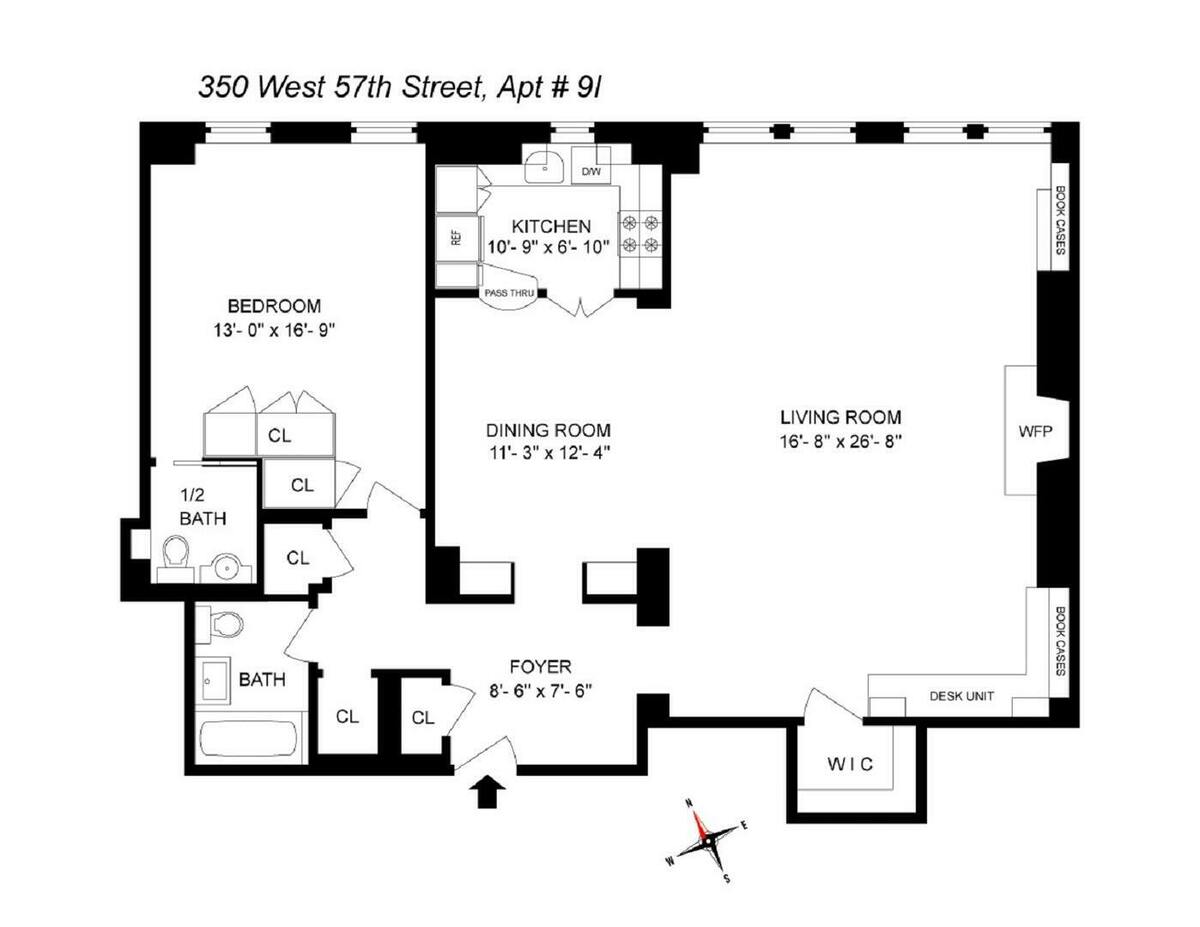 350 West 57th Street, Apt # 9I
BEDROOM
13'- 0" x 16'- 9"
CL
CL
1/2
BATH
CL
BATH
CL
CL
KITCHEN
10'- 9" x 6'- 10"
D/W
REF
PASS THRU
DINING ROOM
11'- 3" x 12'- 4"
FOYER
8'- 6" x 7'- 6"
LIVING ROOM
16'- 8" x 26'- 8"
BOOK CASES
WFP
BOOK CASES
DESK UNIT
W I C
N
E
W
S